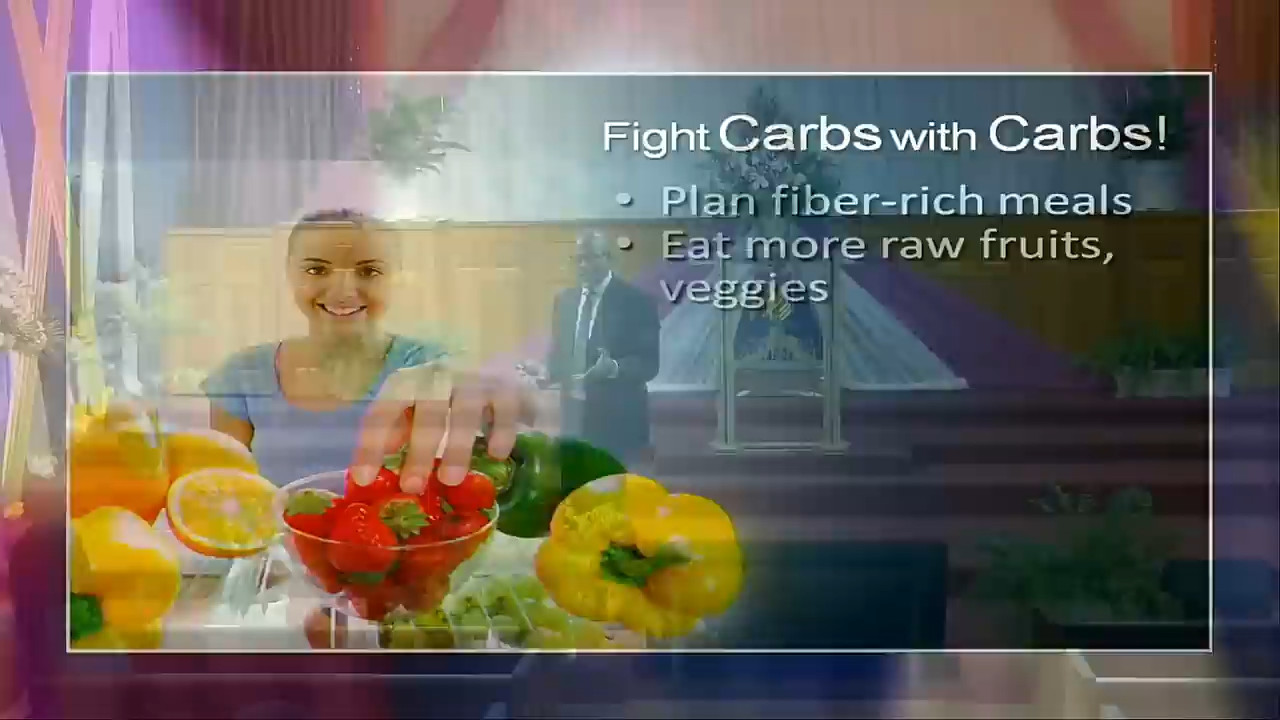 Fight Carbs with Carbs!
• Plan fiber-rich meals
• Eat more raw fruits,
veggies